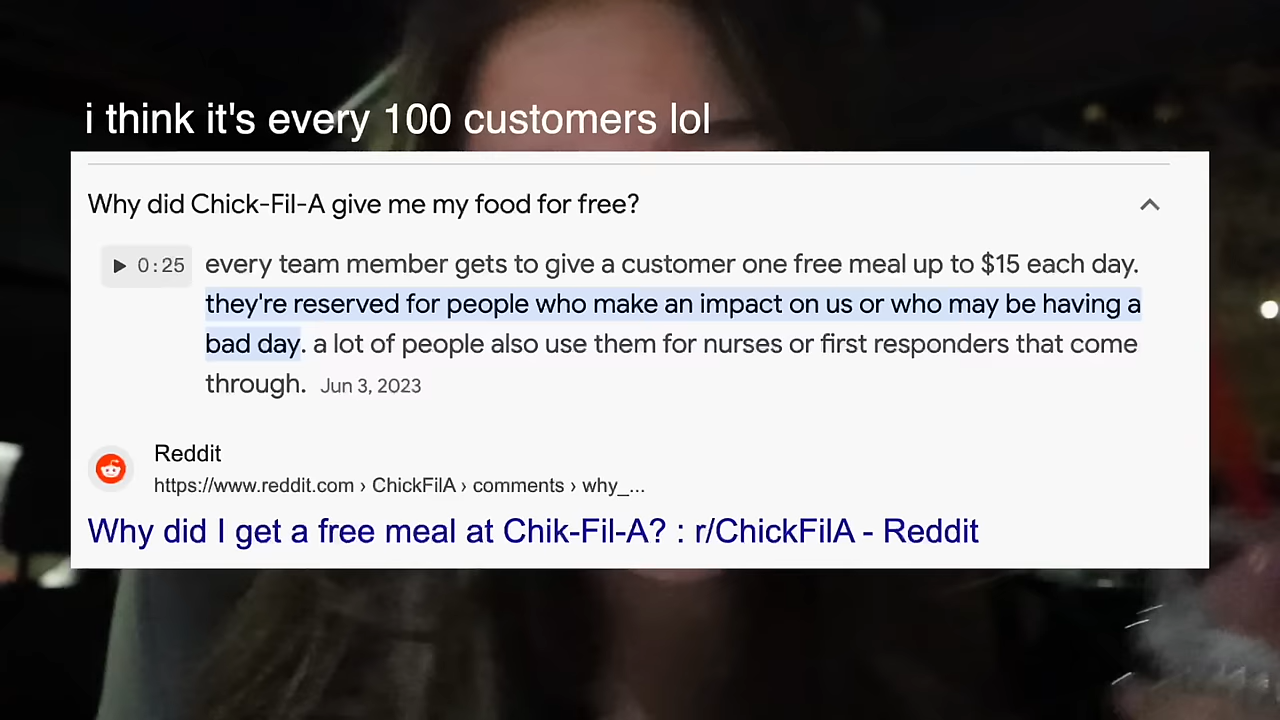 i think it's every 100 customers lol
Why did Chick-Fil-A give me my food for free?
0:25
every team member gets to give a customer one free meal up to $15 each day.
they're reserved for people who make an impact on us or who may be having a
bad day. a lot of people also use them for nurses or first responders that come
through. Jun 3, 2023
Reddit
https://www.reddit.com › ChickFilA › comments › why_...
Why did I get a free meal at Chik-Fil-A? : r/ChickFilA - Reddit